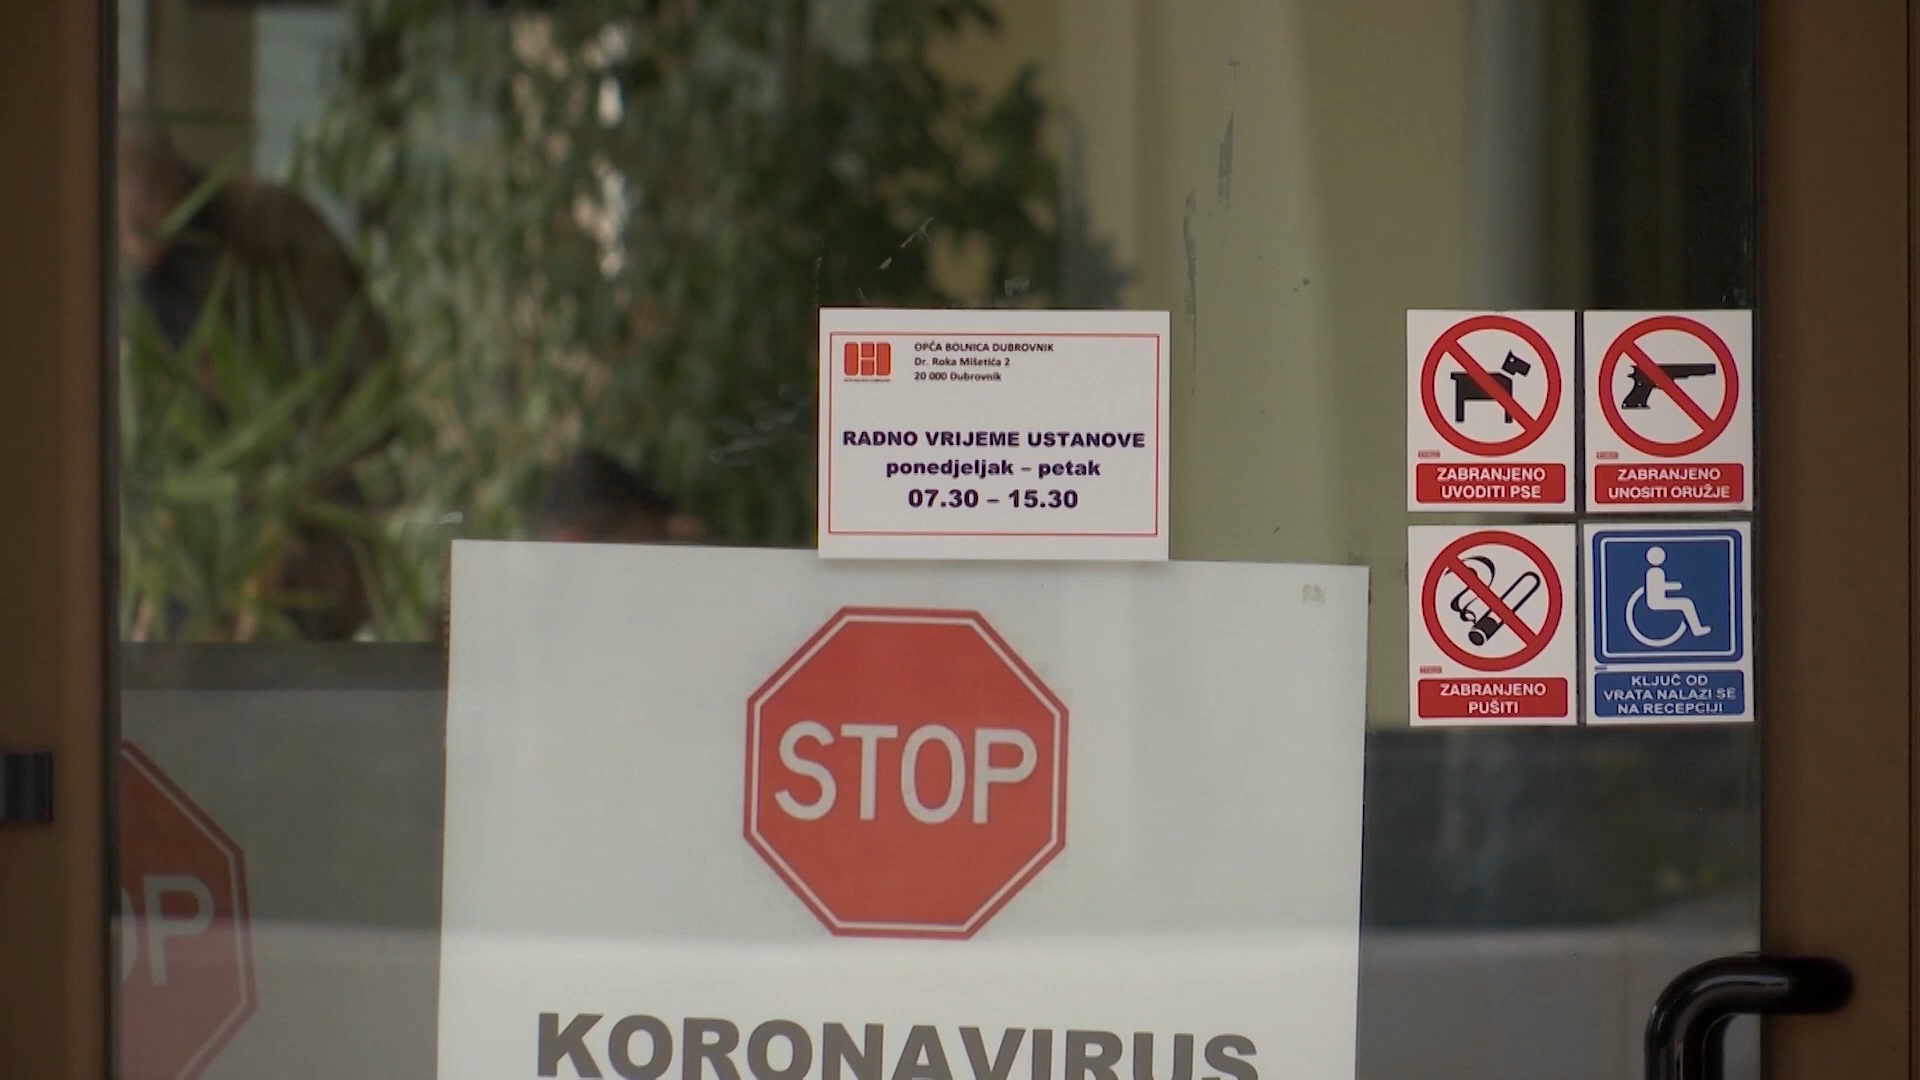 OPĆA BOLNICA DUBROVNIK
Dr. Roka Mišetića 2
20 000 Dubrovnik
RADNO VRIJEME USTANOVE
ponedjeljak – petak
07.30 – 15.30
ZABRANJENO
UVODITI PSE
ZABRANJENO
UNOSITI ORUŽJE
ZABRANJENO
PUŠITI
KLJUČ OD
VRATA NALAZI SE
NA RECEPCIJI
STOP
KORONAVIRUS
OP